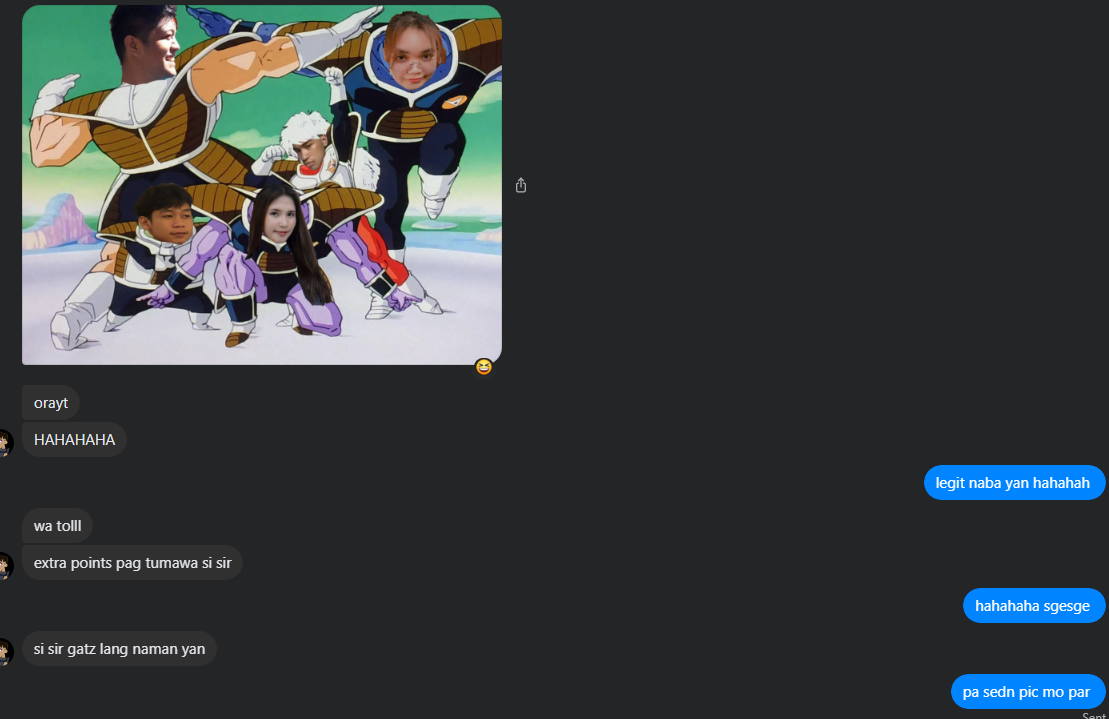 orayt
HAHAHAHA
legit naba yan hahahah
wa tolll
extra points pag tumawa si sir
hahahaha sgesge
si sir gatz lang naman yan
pa sedn pic mo par
Sent